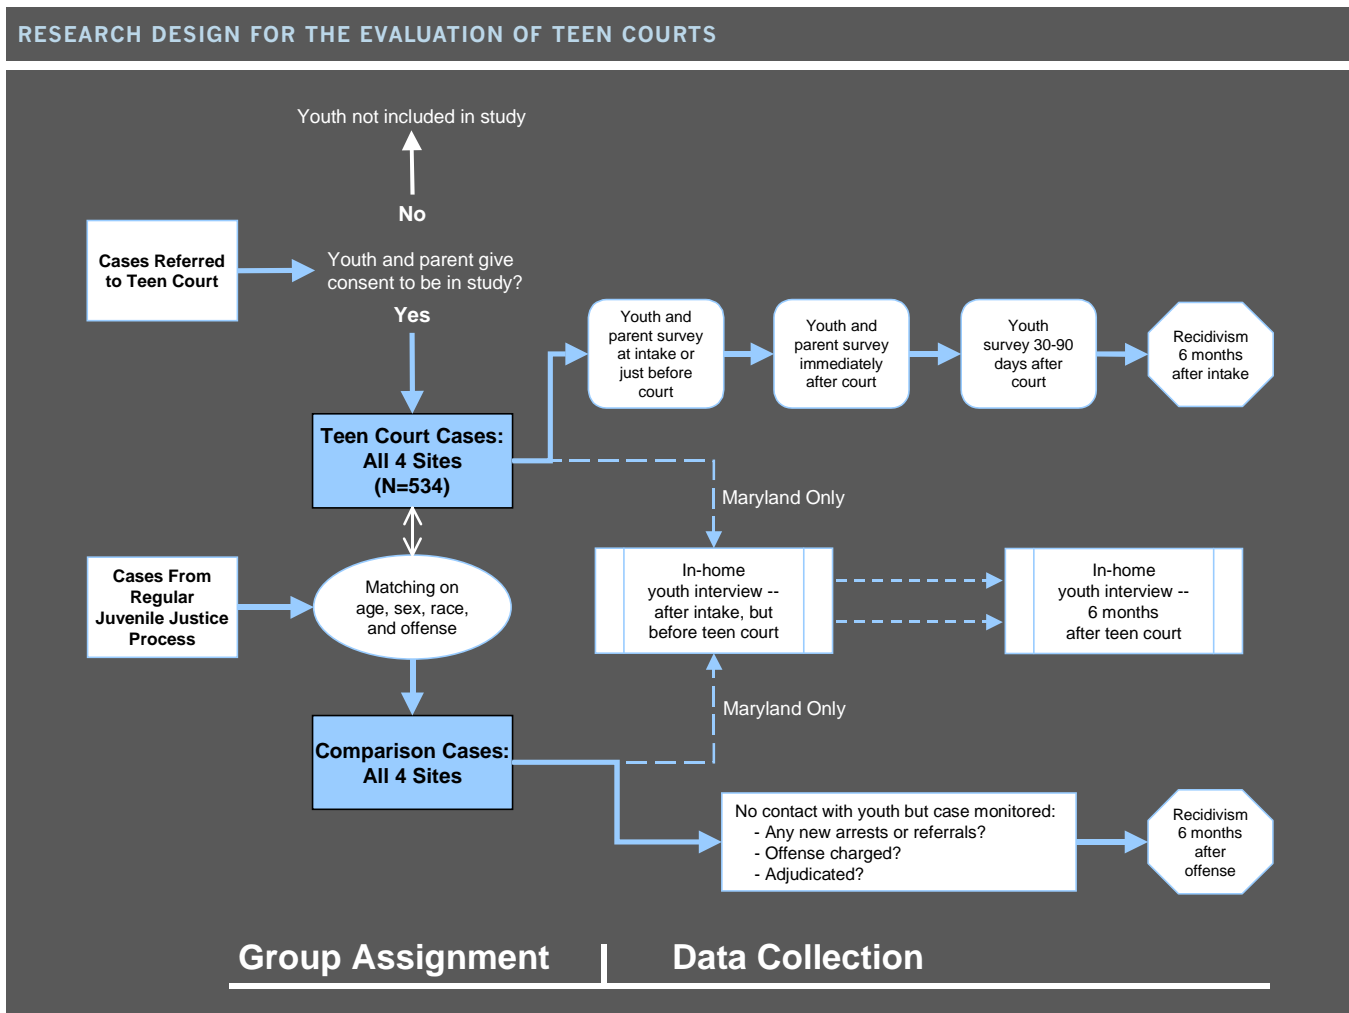 RESEARCH DESIGN FOR THE EVALUATION OF TEEN COURTS
Youth not included in study
No
Cases Referred
to Teen Court
Youth and parent give
consent to be in study?
Yes
Youth and
parent survey
at intake or
just before
court
Youth and
parent survey
immediately
after court
Youth
survey 30-90
days after
court
Recidivism
6 months
after intake
Teen Court Cases:
All 4 Sites
(N=534)
Maryland Only
Cases From
Regular
Juvenile Justice
Process
Matching on
age, sex, race,
and offense
In-home
youth interview --
after intake, but
before teen court
In-home
youth interview --
6 months
after teen court
Maryland Only
Comparison Cases:
All 4 Sites
No contact with youth but case monitored:
- Any new arrests or referrals?
- Offense charged?
- Adjudicated?
Recidivism
6 months
after
offense
Group Assignment
Data Collection